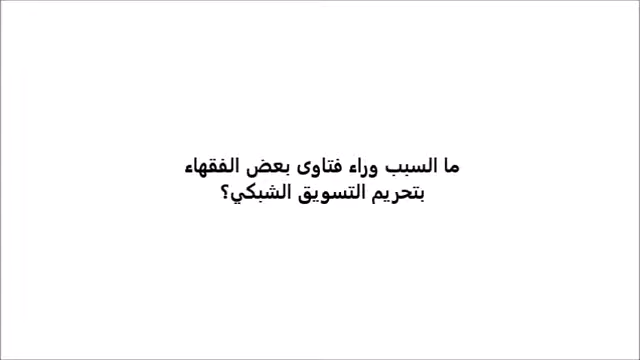 ما السبب وراء فتاوى بعض الفقهاء
بتحريم التسويق الشبكي؟